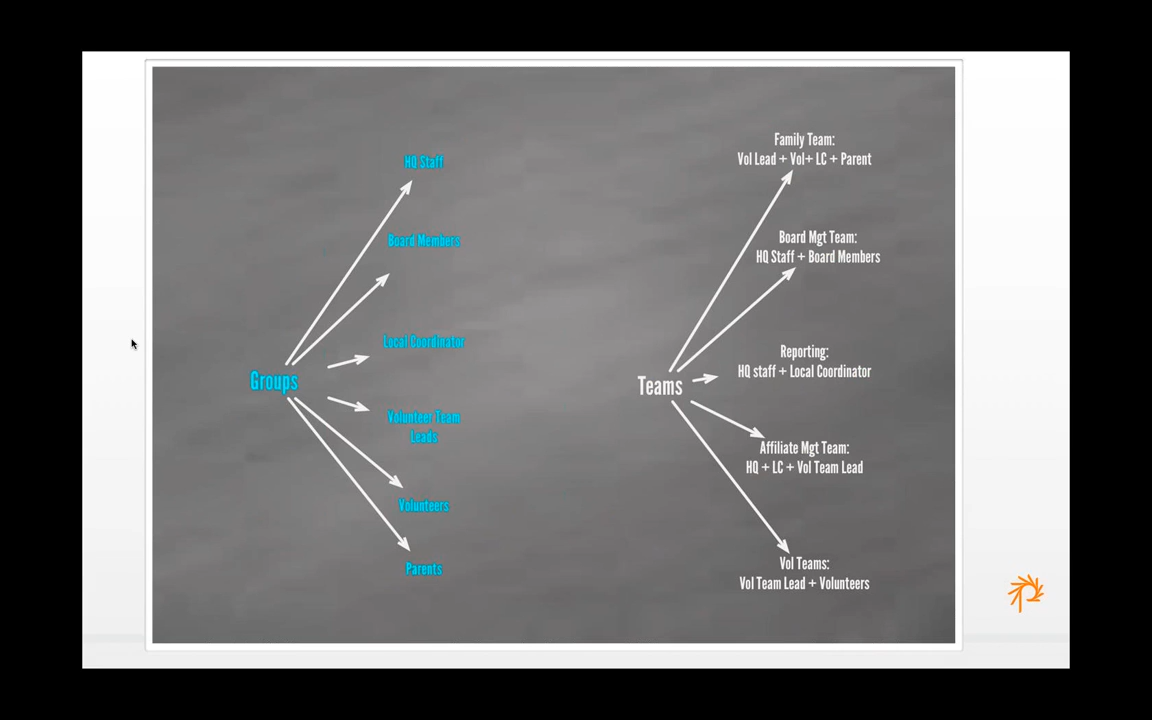 Groups
HQ Staff
Board Members
Local Coordinator
Volunteer Team
Leads
Volunteers
Parents
Teams
Family Team:
Vol Lead + Vol+ LC + Parent
Board Mgt Team:
HQ Staff + Board Members
Reporting:
HQ staff + Local Coordinator
Affiliate Mgt Team:
HQ + LC + Vol Team Lead
Vol Teams:
Vol Team Lead + Volunteers